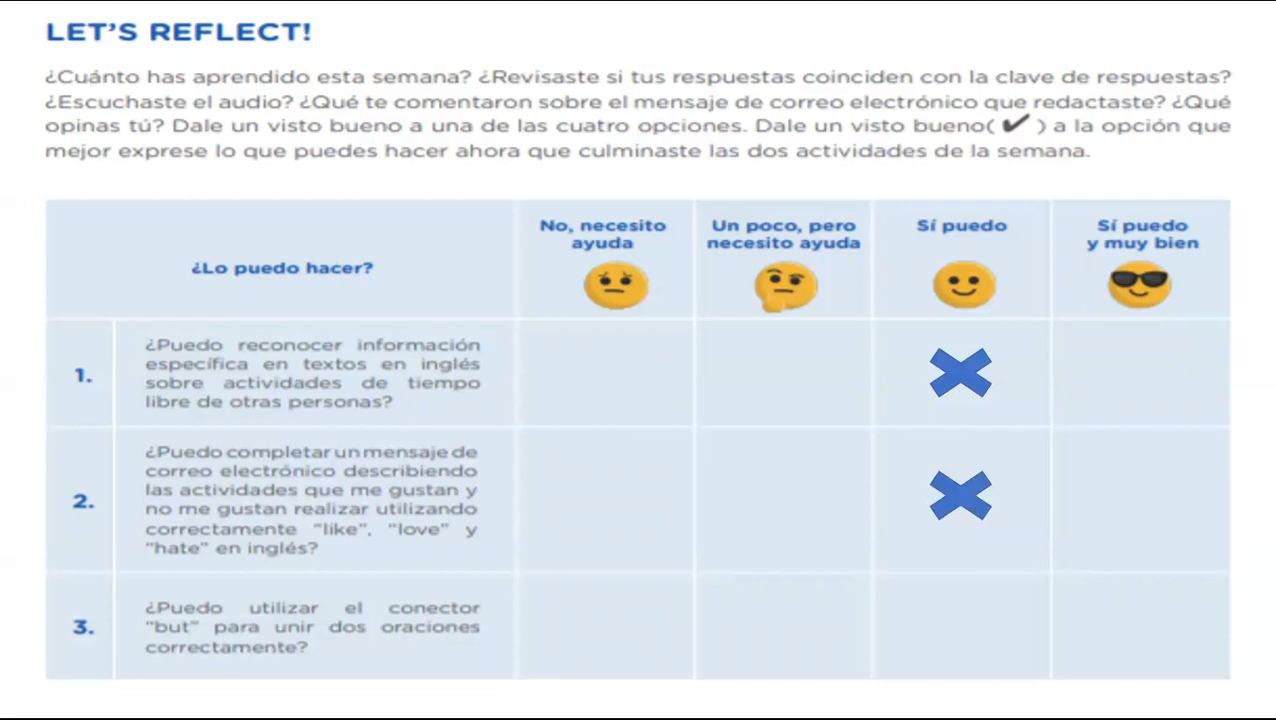 LET'S REFLECT!
¿Cuánto has aprendido esta semana? ¿Revisaste si tus respuestas coinciden con la clave de respuestas?
¿Escuchaste el audio? ¿Qué te comentaron sobre el mensaje de correo electrónico que redactaste? ¿Qué
opinas tú? Dale un visto bueno a una de las cuatro opciones. Dale un visto bueno( ✔ ) a la opción que
mejor exprese lo que puedes hacer ahora que culminaste las dos actividades de la semana.
¿Lo puedo hacer?
No, necesito
ayuda
Un poco, pero
necesito ayuda
Sí puedo
Sí puedo
y muy bien
1.
¿Puedo reconocer información
específica en textos en inglés
sobre actividades de tiempo
libre de otras personas?
2.
¿Puedo completar un mensaje de
correo electrónico describiendo
las actividades que me gustan y
no me gustan realizar utilizando
correctamente "like", "love" y
"hate" en inglés?
3.
¿Puedo utilizar el conector
"but" para unir dos oraciones
correctamente?